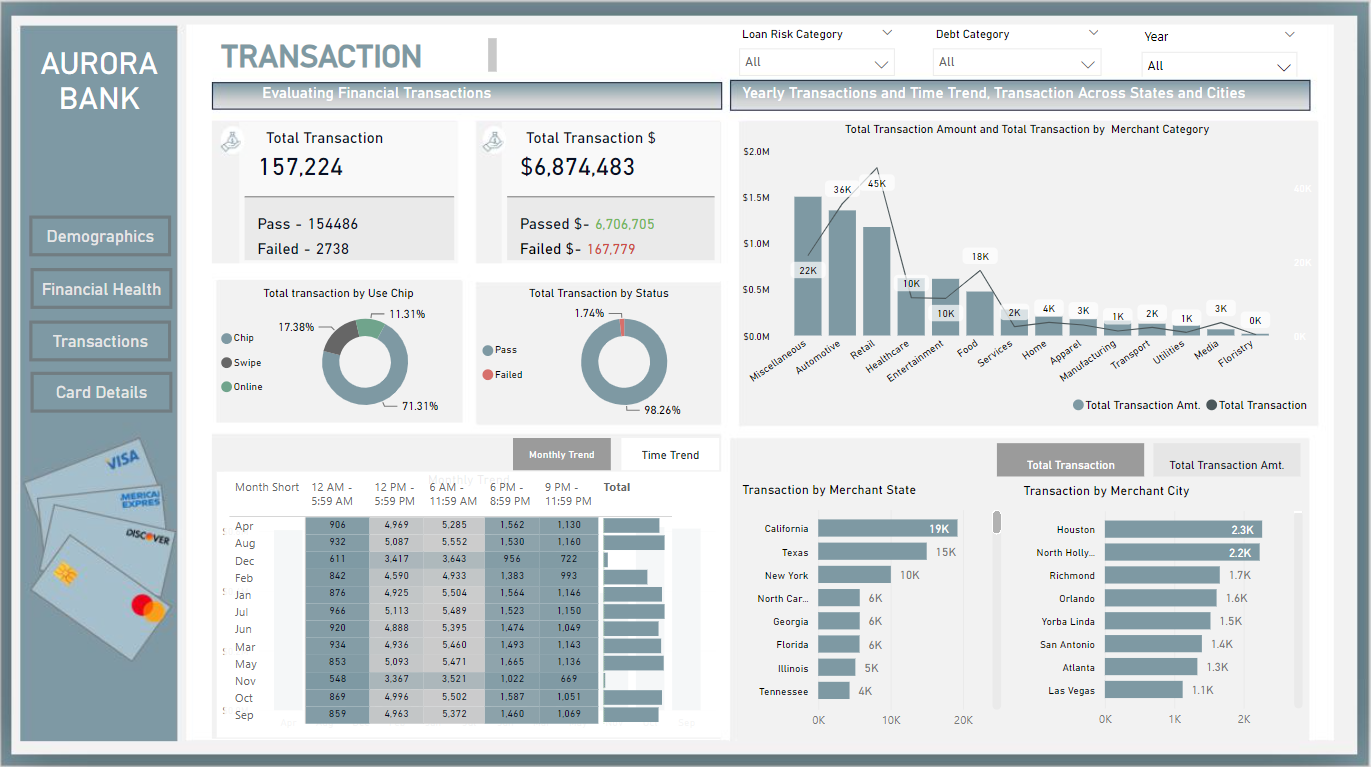 AURORA
BANK
Demographics
Financial Health
Transactions
Card Details
VISA
MERICAN
EXPRES
DISCOVER
TRANSACTION
Loan Risk Category
All
Debt Category
All
Year
All
Evaluating Financial Transactions
Yearly Transactions and Time Trend, Transaction Across States and Cities
Total Transaction
157,224
Pass - 154486
Failed - 2738
Total Transaction $
$6,874,483
Passed $- 6,706,705
Failed $- 167,779
Total transaction by Use Chip
Chip
Swipe
Online
17.38%
11.31%
71.31%
Total Transaction by Status
Pass
Failed
1.74%
98.26%
Total Transaction Amount and Total Transaction by Merchant Category
$2.0M
$1.5M
$1.0M
$0.5M
$0.0M
40K
20K
0K
22K
36K
45K
10K
10K
18K
2K
4K
3K
1K
2K
1K
3K
0K
Miscellaneous
Automotive
Retail
Healthcare
Entertainment
Food
Services
Home
Apparel
Manufacturing
Transport
Utilities
Media
Floristry
Total Transaction Amt.
Total Transaction
Monthly Trend
Time Trend
Monthly Trend
Month Short 12 AM - 5:59 AM 12 PM - 5:59 PM 6 AM - 11:59 AM 6 PM - 8:59 PM 9 PM - 11:59 PM Total
Apr 906 4,969 5,285 1,562 1,130
Aug 932 5,087 5,552 1,530 1,160
Dec 611 3,417 3,643 956 722
Feb 842 4,590 4,933 1,383 993
Jan 876 4,925 5,504 1,564 1,146
Jul 966 5,113 5,489 1,523 1,150
Jun 920 4,888 5,395 1,474 1,049
Mar 934 4,936 5,460 1,493 1,143
May 853 5,093 5,471 1,665 1,136
Nov 548 3,367 3,521 1,022 669
Oct 869 4,996 5,502 1,587 1,051
Sep 859 4,963 5,372 1,460 1,069
Apr
Sep
Total Transaction
Total Transaction Amt.
Transaction by Merchant State
California 19K
Texas 15K
New York 10K
North Car... 6K
Georgia 6K
Florida 6K
Illinois 5K
Tennessee 4K
0K 10K 20K
Transaction by Merchant City
Houston 2.3K
North Holly... 2.2K
Richmond 1.7K
Orlando 1.6K
Yorba Linda 1.5K
San Antonio 1.4K
Atlanta 1.3K
Las Vegas 1.1K
0K 1K 2K